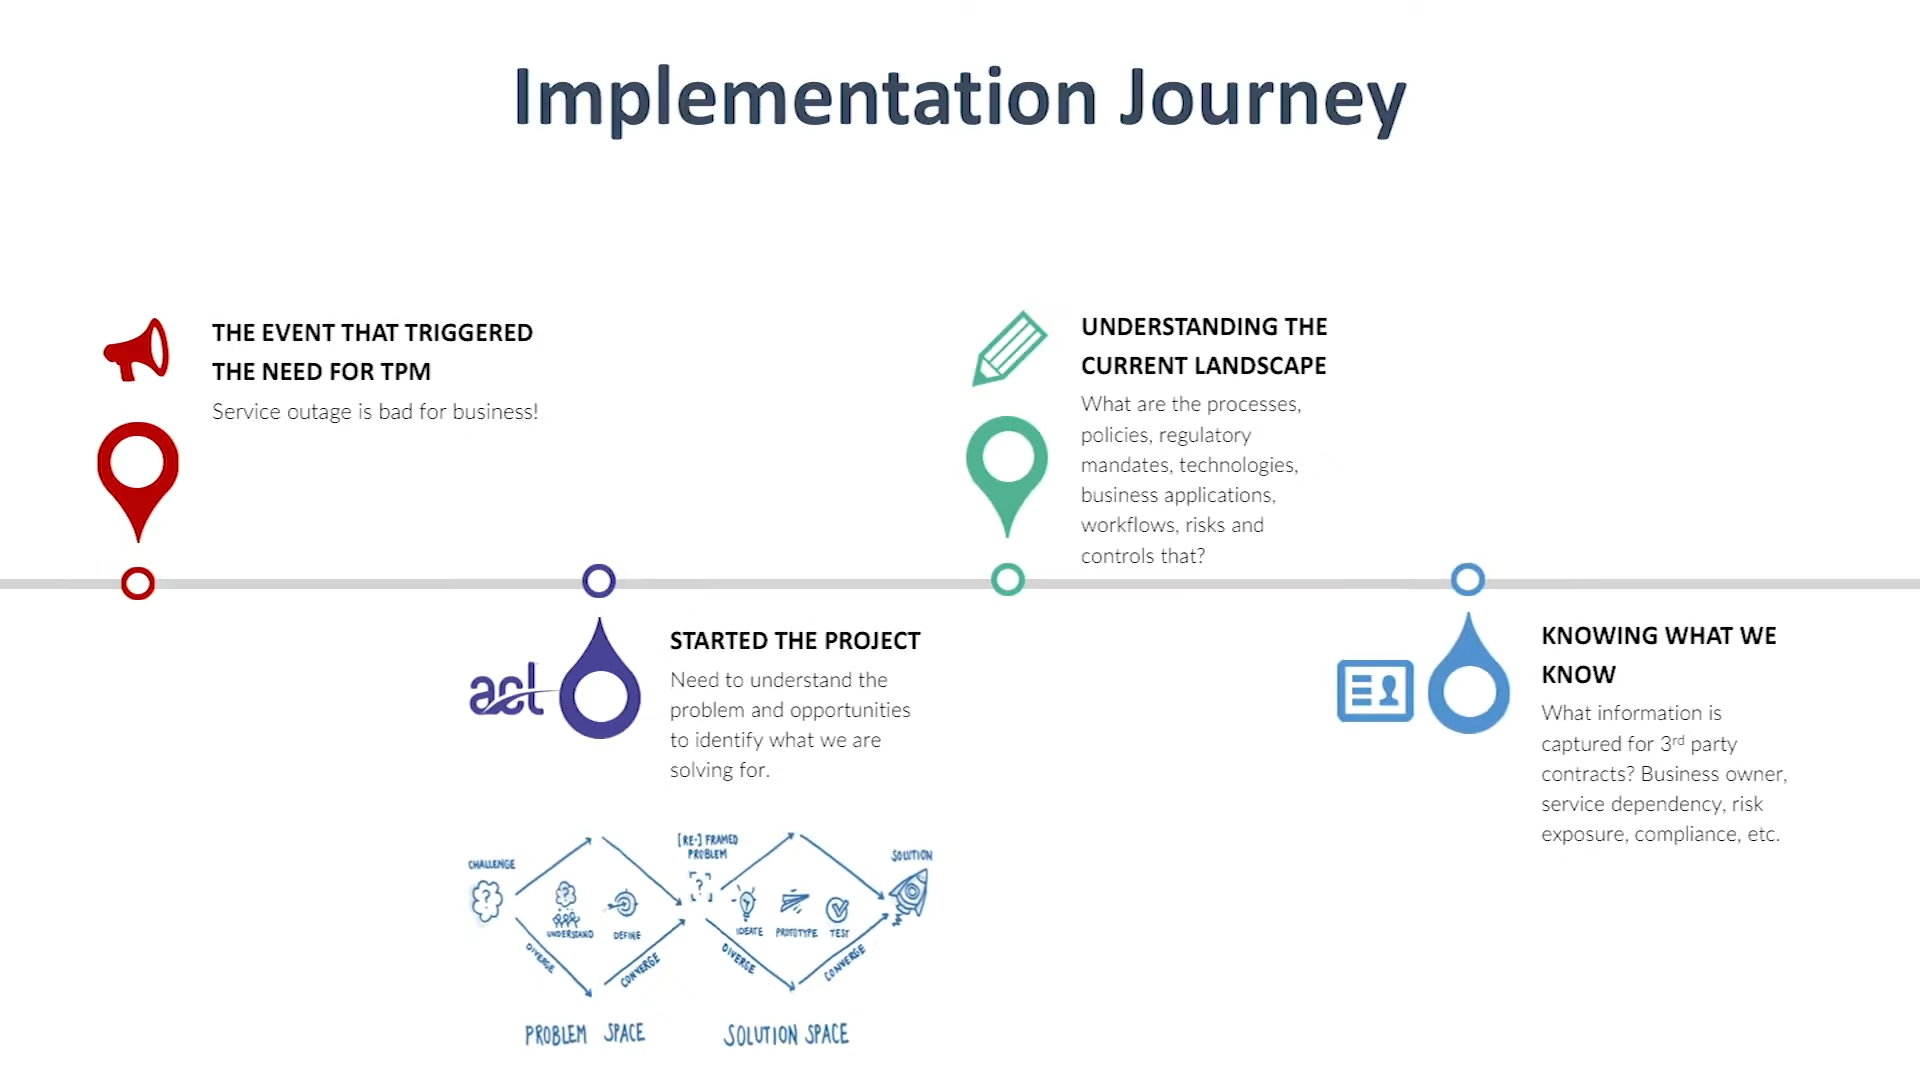 Implementation Journey
THE EVENT THAT TRIGGERED
THE NEED FOR TPM
Service outage is bad for business!
acl
STARTED THE PROJECT
Need to understand the
problem and opportunities
to identify what we are
solving for.
CHALLENGE
UNDERSTAND
DEFINE
DIVERGE
CONVERGE
[RE-] FRAMED
PROBLEM
IDEATE
PROTOTYPE
TEST
DIVERGE
CONVERGE
SOLUTION
PROBLEM SPACE
SOLUTION SPACE
UNDERSTANDING THE
CURRENT LANDSCAPE
What are the processes,
policies, regulatory
mandates, technologies,
business applications,
workflows, risks and
controls that?
KNOWING WHAT WE
KNOW
What information is
captured for 3rd party
contracts? Business owner,
service dependency, risk
exposure, compliance, etc.